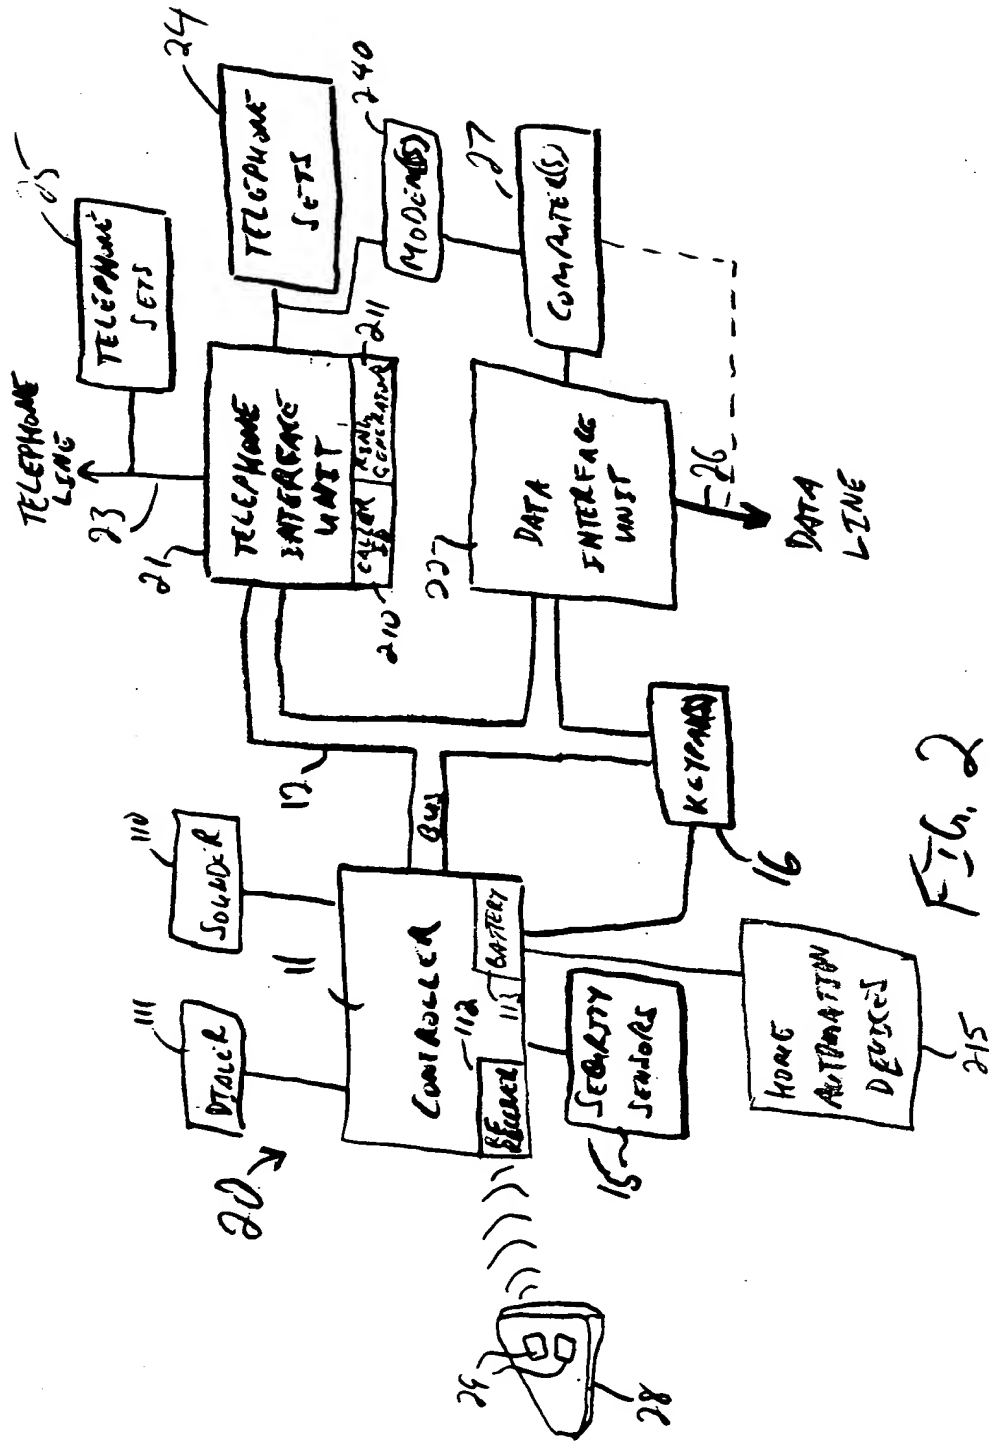 TELEPHONE
LINE
23
25
TELEPHONE
SETS
24
TELEPHONE
SETS
21
TELEPHONE
INTERFACE
UNIT
CALLER
ID
RING
GENERATOR
210
211
240
MODEM(S)
27
COMPUTER(S)
22
DATA
INTERFACE
UNIT
26
DATA
LINE
111
DIALER
110
SOUNDER
20
11
12
BUS
CONTROLLER
RF
RECEIVER
112
113
BATTERY
KEYPAD(S)
16
15
SECURITY
SENSORS
HOME
AUTOMATION
DEVICES
215
29
28
FIG. 2